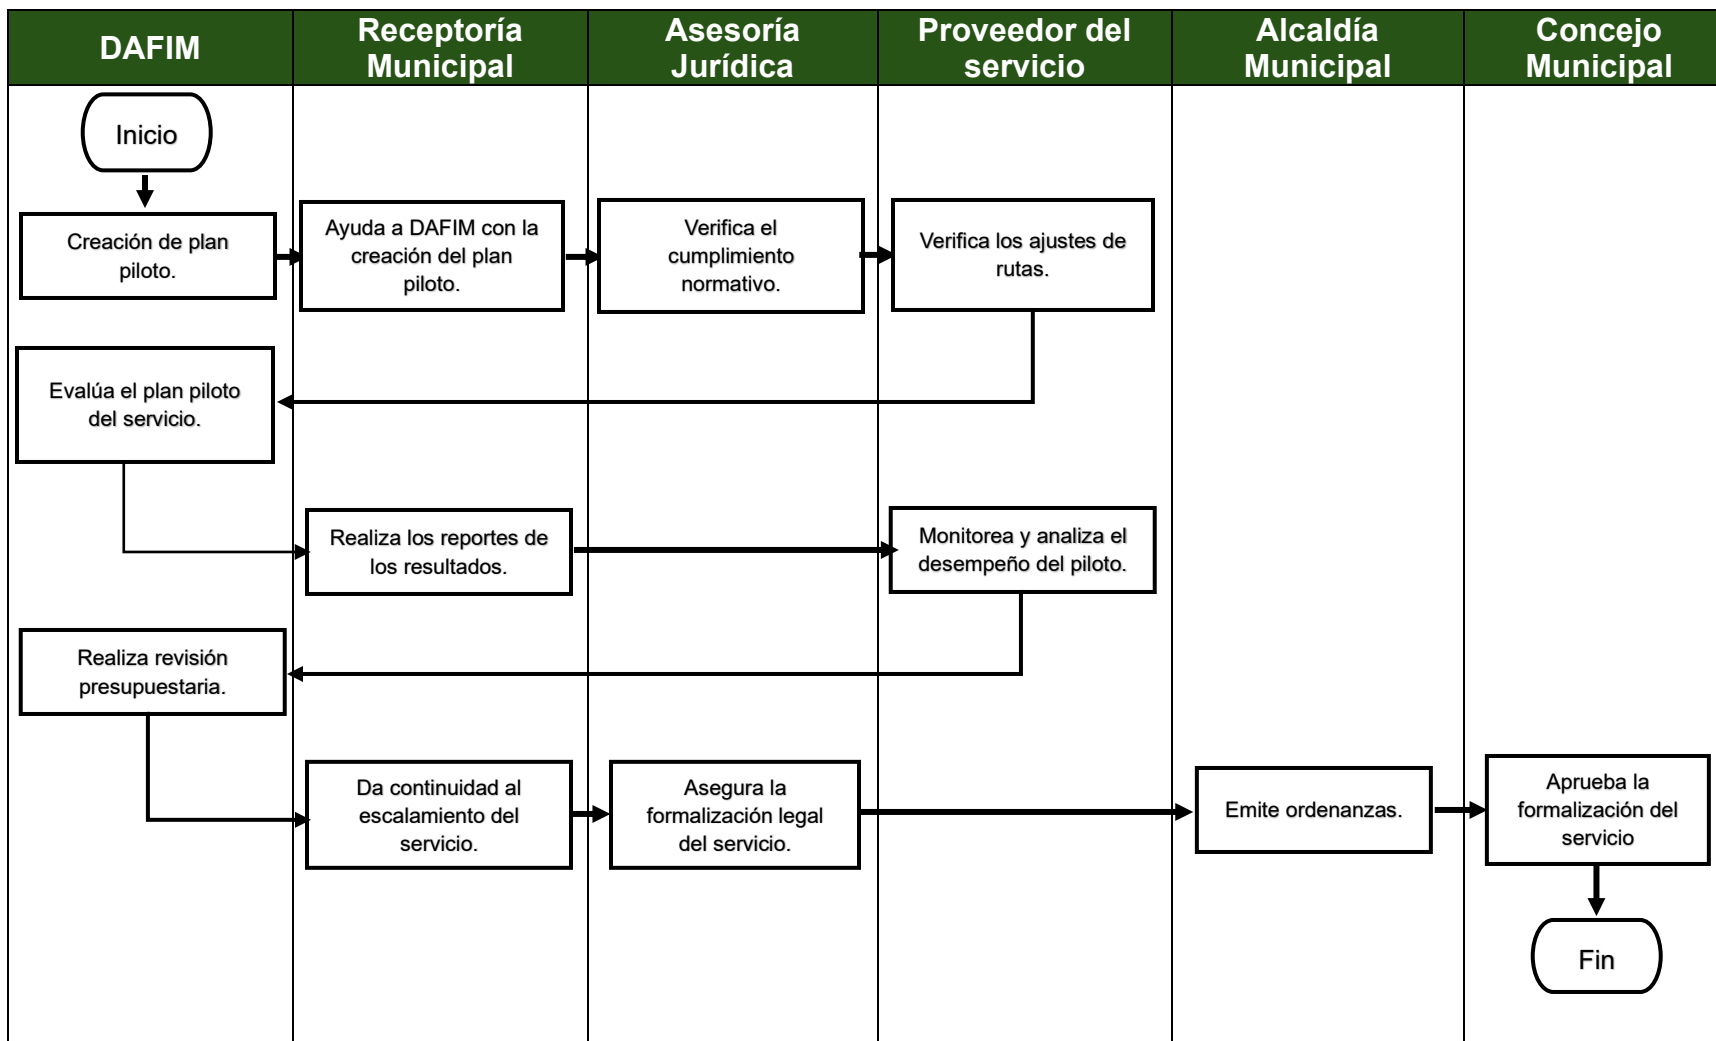 DAFIM
Receptoría
Municipal
Asesoría
Jurídica
Proveedor del
servicio
Alcaldía
Municipal
Concejo
Municipal
Inicio
Creación de plan
piloto.
Ayuda a DAFIM con la
creación del plan
piloto.
Verifica el
cumplimiento
normativo.
Verifica los ajustes de
rutas.
Evalúa el plan piloto
del servicio.
Realiza los reportes de
los resultados.
Monitorea y analiza el
desempeño del piloto.
Realiza revisión
presupuestaria.
Da continuidad al
escalamiento del
servicio.
Asegura la
formalización legal
del servicio.
Emite ordenanzas.
Aprueba la
formalización del
servicio
Fin